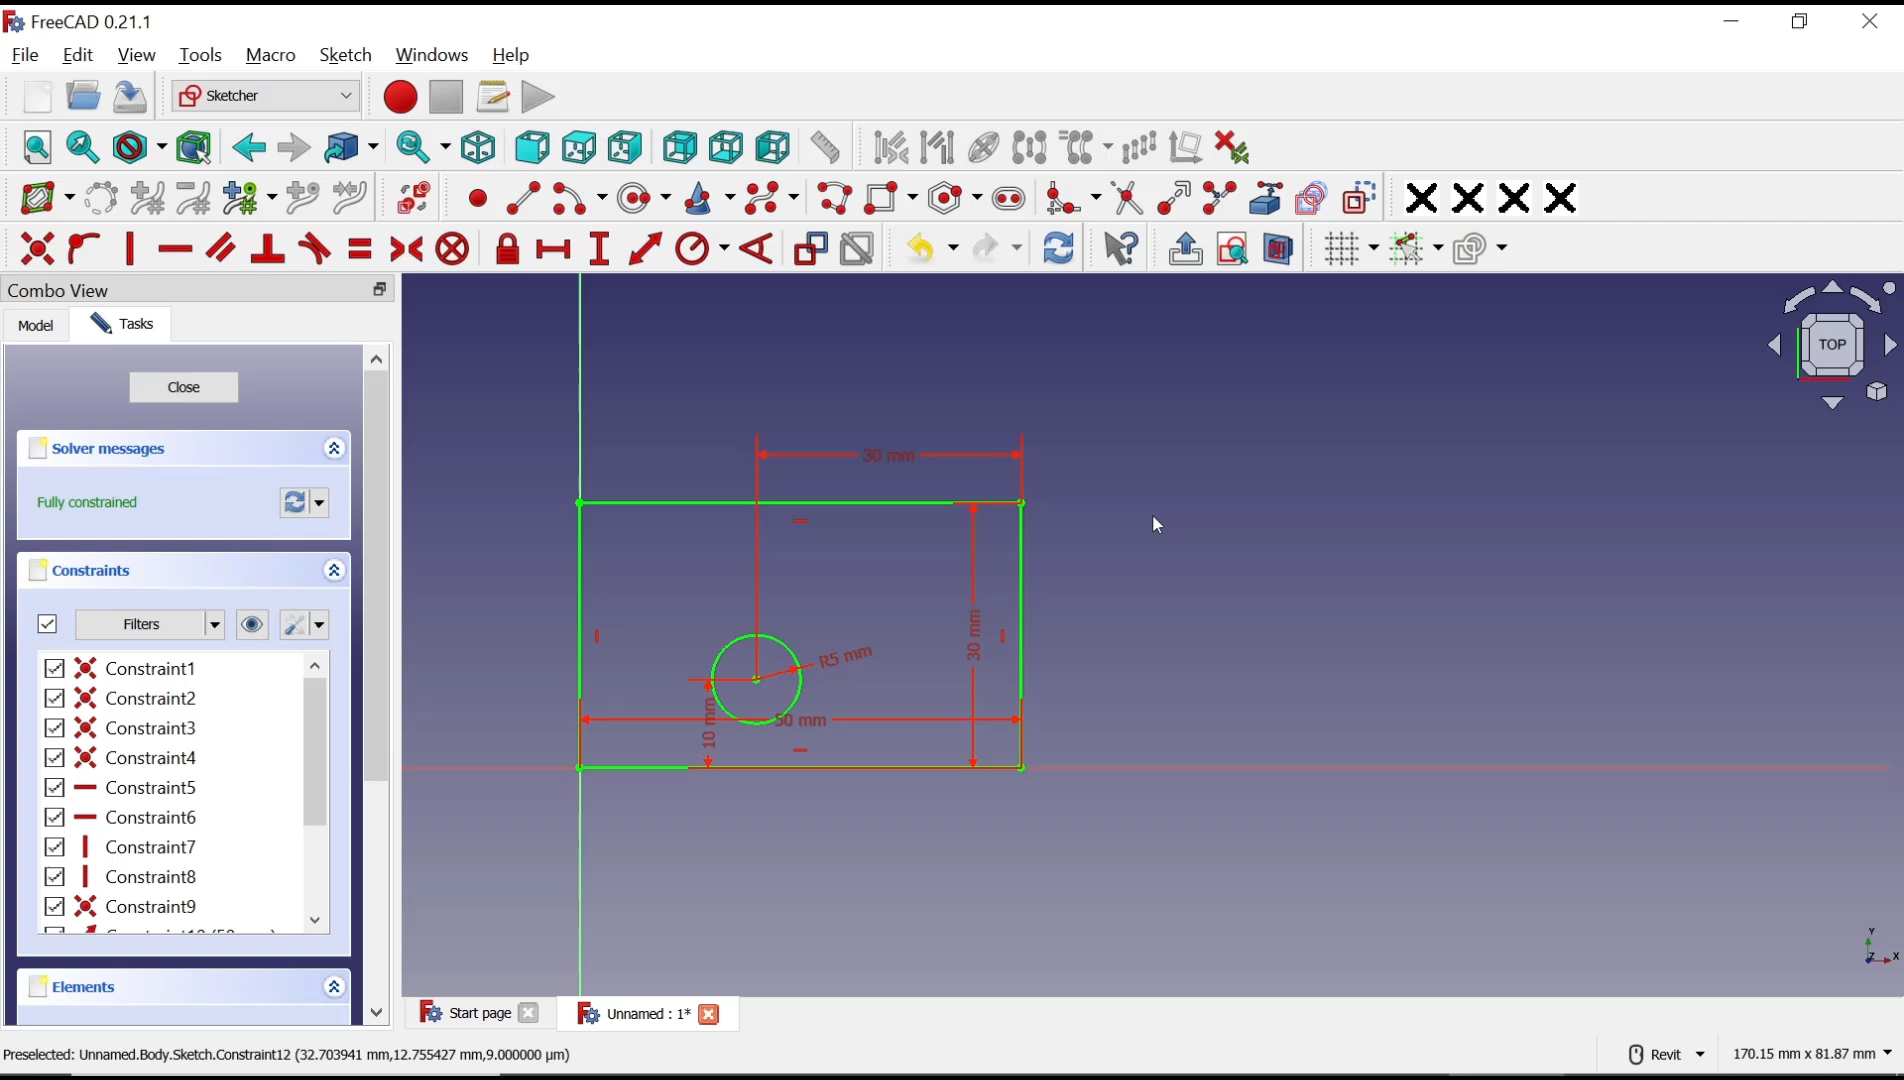 FreeCAD 0.21.1
File Edit View Tools Macro Sketch Windows Help
Sketcher
Combo View
Model Tasks
Close
Solver messages
Fully constrained
Constraints
Filters
Constraint1
Constraint2
Constraint3
Constraint4
Constraint5
Constraint6
Constraint7
Constraint8
Constraint9
Elements
TOP
30 mm
30 mm
R5 mm
50 mm
10 mm
Y
Z
X
Start page Unnamed : 1*
Preselected: Unnamed.Body.Sketch.Constraint12 (32.703941 mm,12.755427 mm,9.000000 µm)
Revit 170.15 mm x 81.87 mm